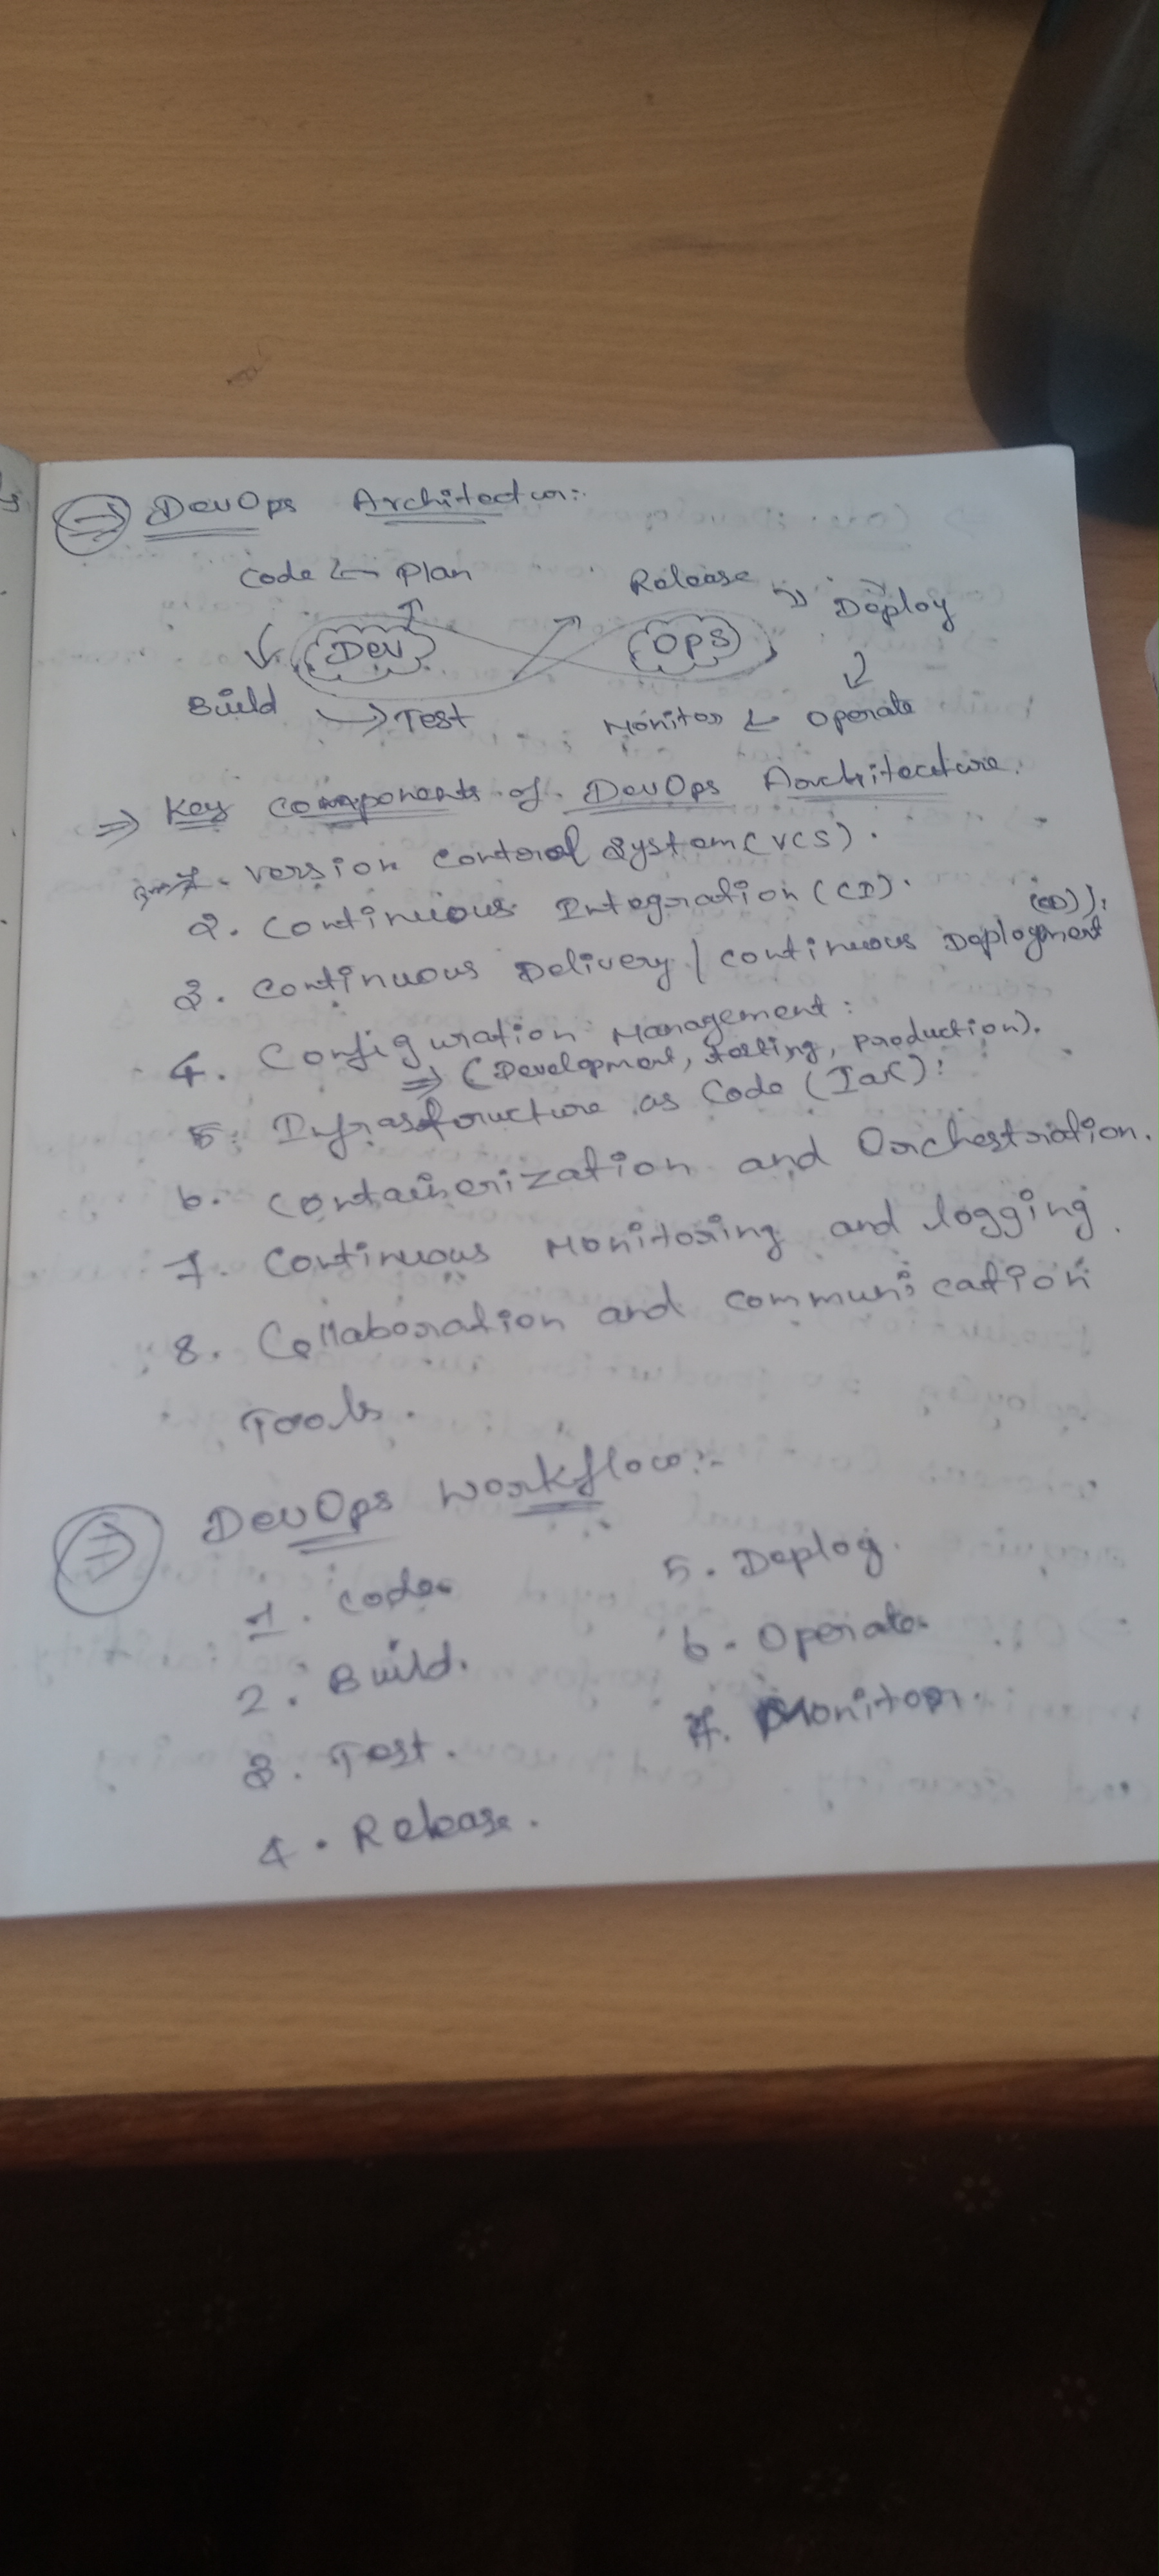 DevOps Architecture:-
Code ← Plan
Release ⇒ Deploy
Dev
Ops
Build → Test
Monitor ← Operate
⇒ Key Components of DevOps Architecture:
1. Version Control System (VCS).
2. Continuous Integration (CI).
3. Continuous Delivery / Continuous Deployment (CD)):
4. Configuration Management:
⇒ (Development, Testing, Production).
5. Infrastructure as Code (IaC):
6. Containerization and Orchestration.
7. Continuous Monitoring and logging.
8. Collaboration and communication
Tools.
⇒ DevOps Workflow:-
1. Code.
2. Build.
3. Test.
4. Release.
5. Deploy.
6. Operate.
7. Monitor.